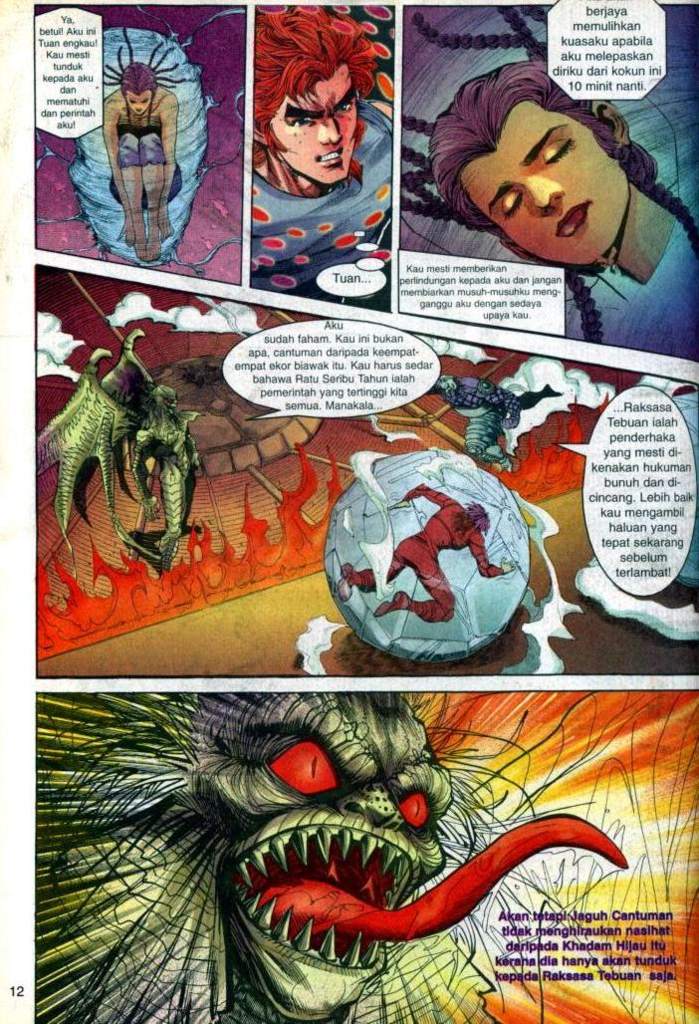 Ya,
betul! Aku ini
Tuan engkau!
Kau mesti
tunduk
kepada aku
dan
mematuhi
dan perintah
aku!
Tuan...
berjaya
memulihkan
kuasaku apabila
aku melepaskan
diriku dari kokun ini
10 minit nanti.
Kau mesti memberikan
perlindungan kepada aku dan jangan
membiarkan musuh-musuhku meng-
ganggu aku dengan sedaya
upaya kau.
Aku
sudah faham. Kau ini bukan
apa, cantuman daripada keempat-
empat ekor biawak itu. Kau harus sedar
bahawa Ratu Seribu Tahun ialah
pemerintah yang tertinggi kita
semua. Manakala...
...Raksasa
Tebuan ialah
penderhaka
yang mesti di-
kenakan hukuman
bunuh dan di-
cincang. Lebih baik
kau mengambil
haluan yang
tepat sekarang
sebelum
terlambat!
Akan tetapi Jaguh Cantuman
tidak menghiraukan nasihat
daripada Khadam Hijau itu
kerana dia hanya akan tunduk
kepada Raksasa Tebuan saja.
12